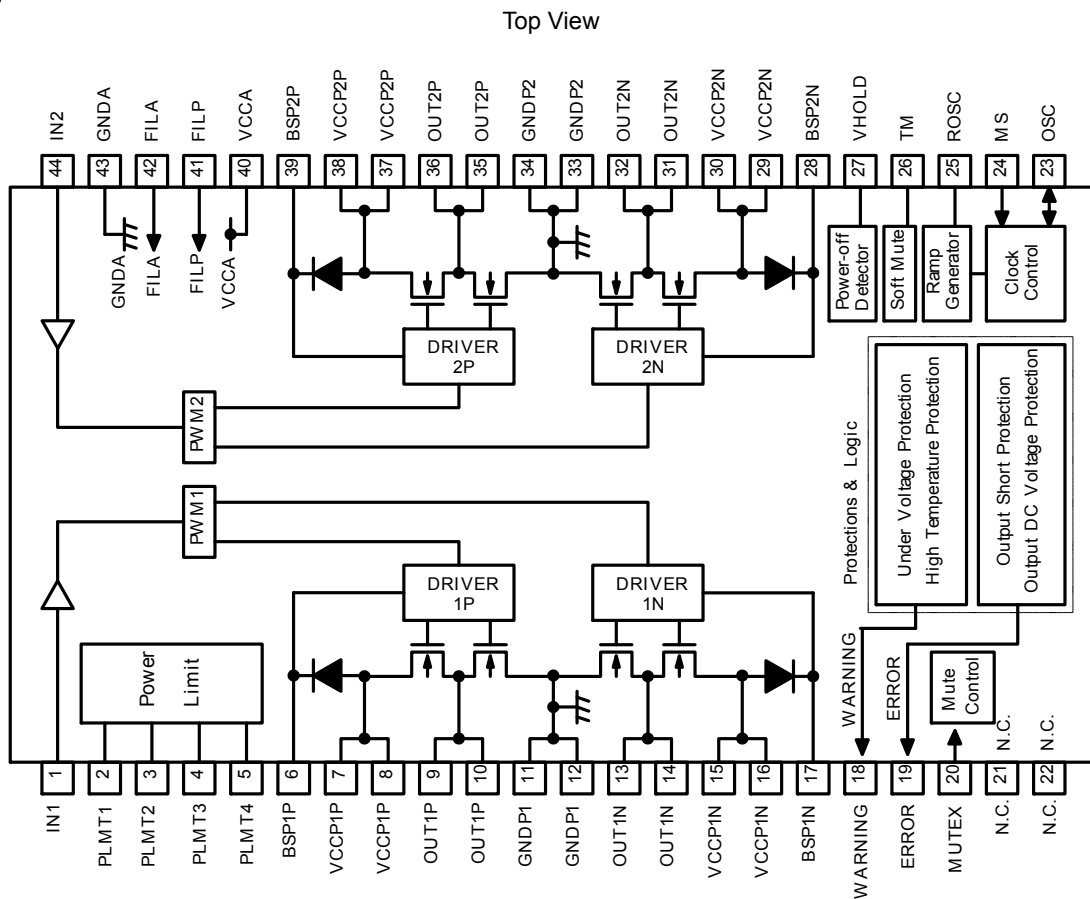 Top View
IN2
GNDA
FILA
FILP
VCCA
BSP2P
VCCP2P
VCCP2P
OUT2P
OUT2P
GNDP2
GNDP2
OUT2N
OUT2N
VCCP2N
VCCP2N
BSP2N
VHOLD
TM
ROSC
MS
OSC
44
43
42
41
40
39
38
37
36
35
34
33
32
31
30
29
28
27
26
25
24
23
GNDA
FILA
FILP
VCCA
Power-off
Detector
Soft Mute
Ramp
Generator
Clock
Control
DRIVER
2P
DRIVER
2N
PWM2
PWM1
DRIVER
1P
DRIVER
1N
Protections & Logic
Under Voltage Protection
High Temperature Protection
Output Short Protection
Output DC Voltage Protection
Power
Limit
WARNING
ERROR
Mute
Control
N.C.
N.C.
1
2
3
4
5
6
7
8
9
10
11
12
13
14
15
16
17
18
19
20
21
22
IN1
PLMT1
PLMT2
PLMT3
PLMT4
BSP1P
VCCP1P
VCCP1P
OUT1P
OUT1P
GNDP1
GNDP1
OUT1N
OUT1N
VCCP1N
VCCP1N
BSP1N
WARNING
ERROR
MUTEX
N.C.
N.C.